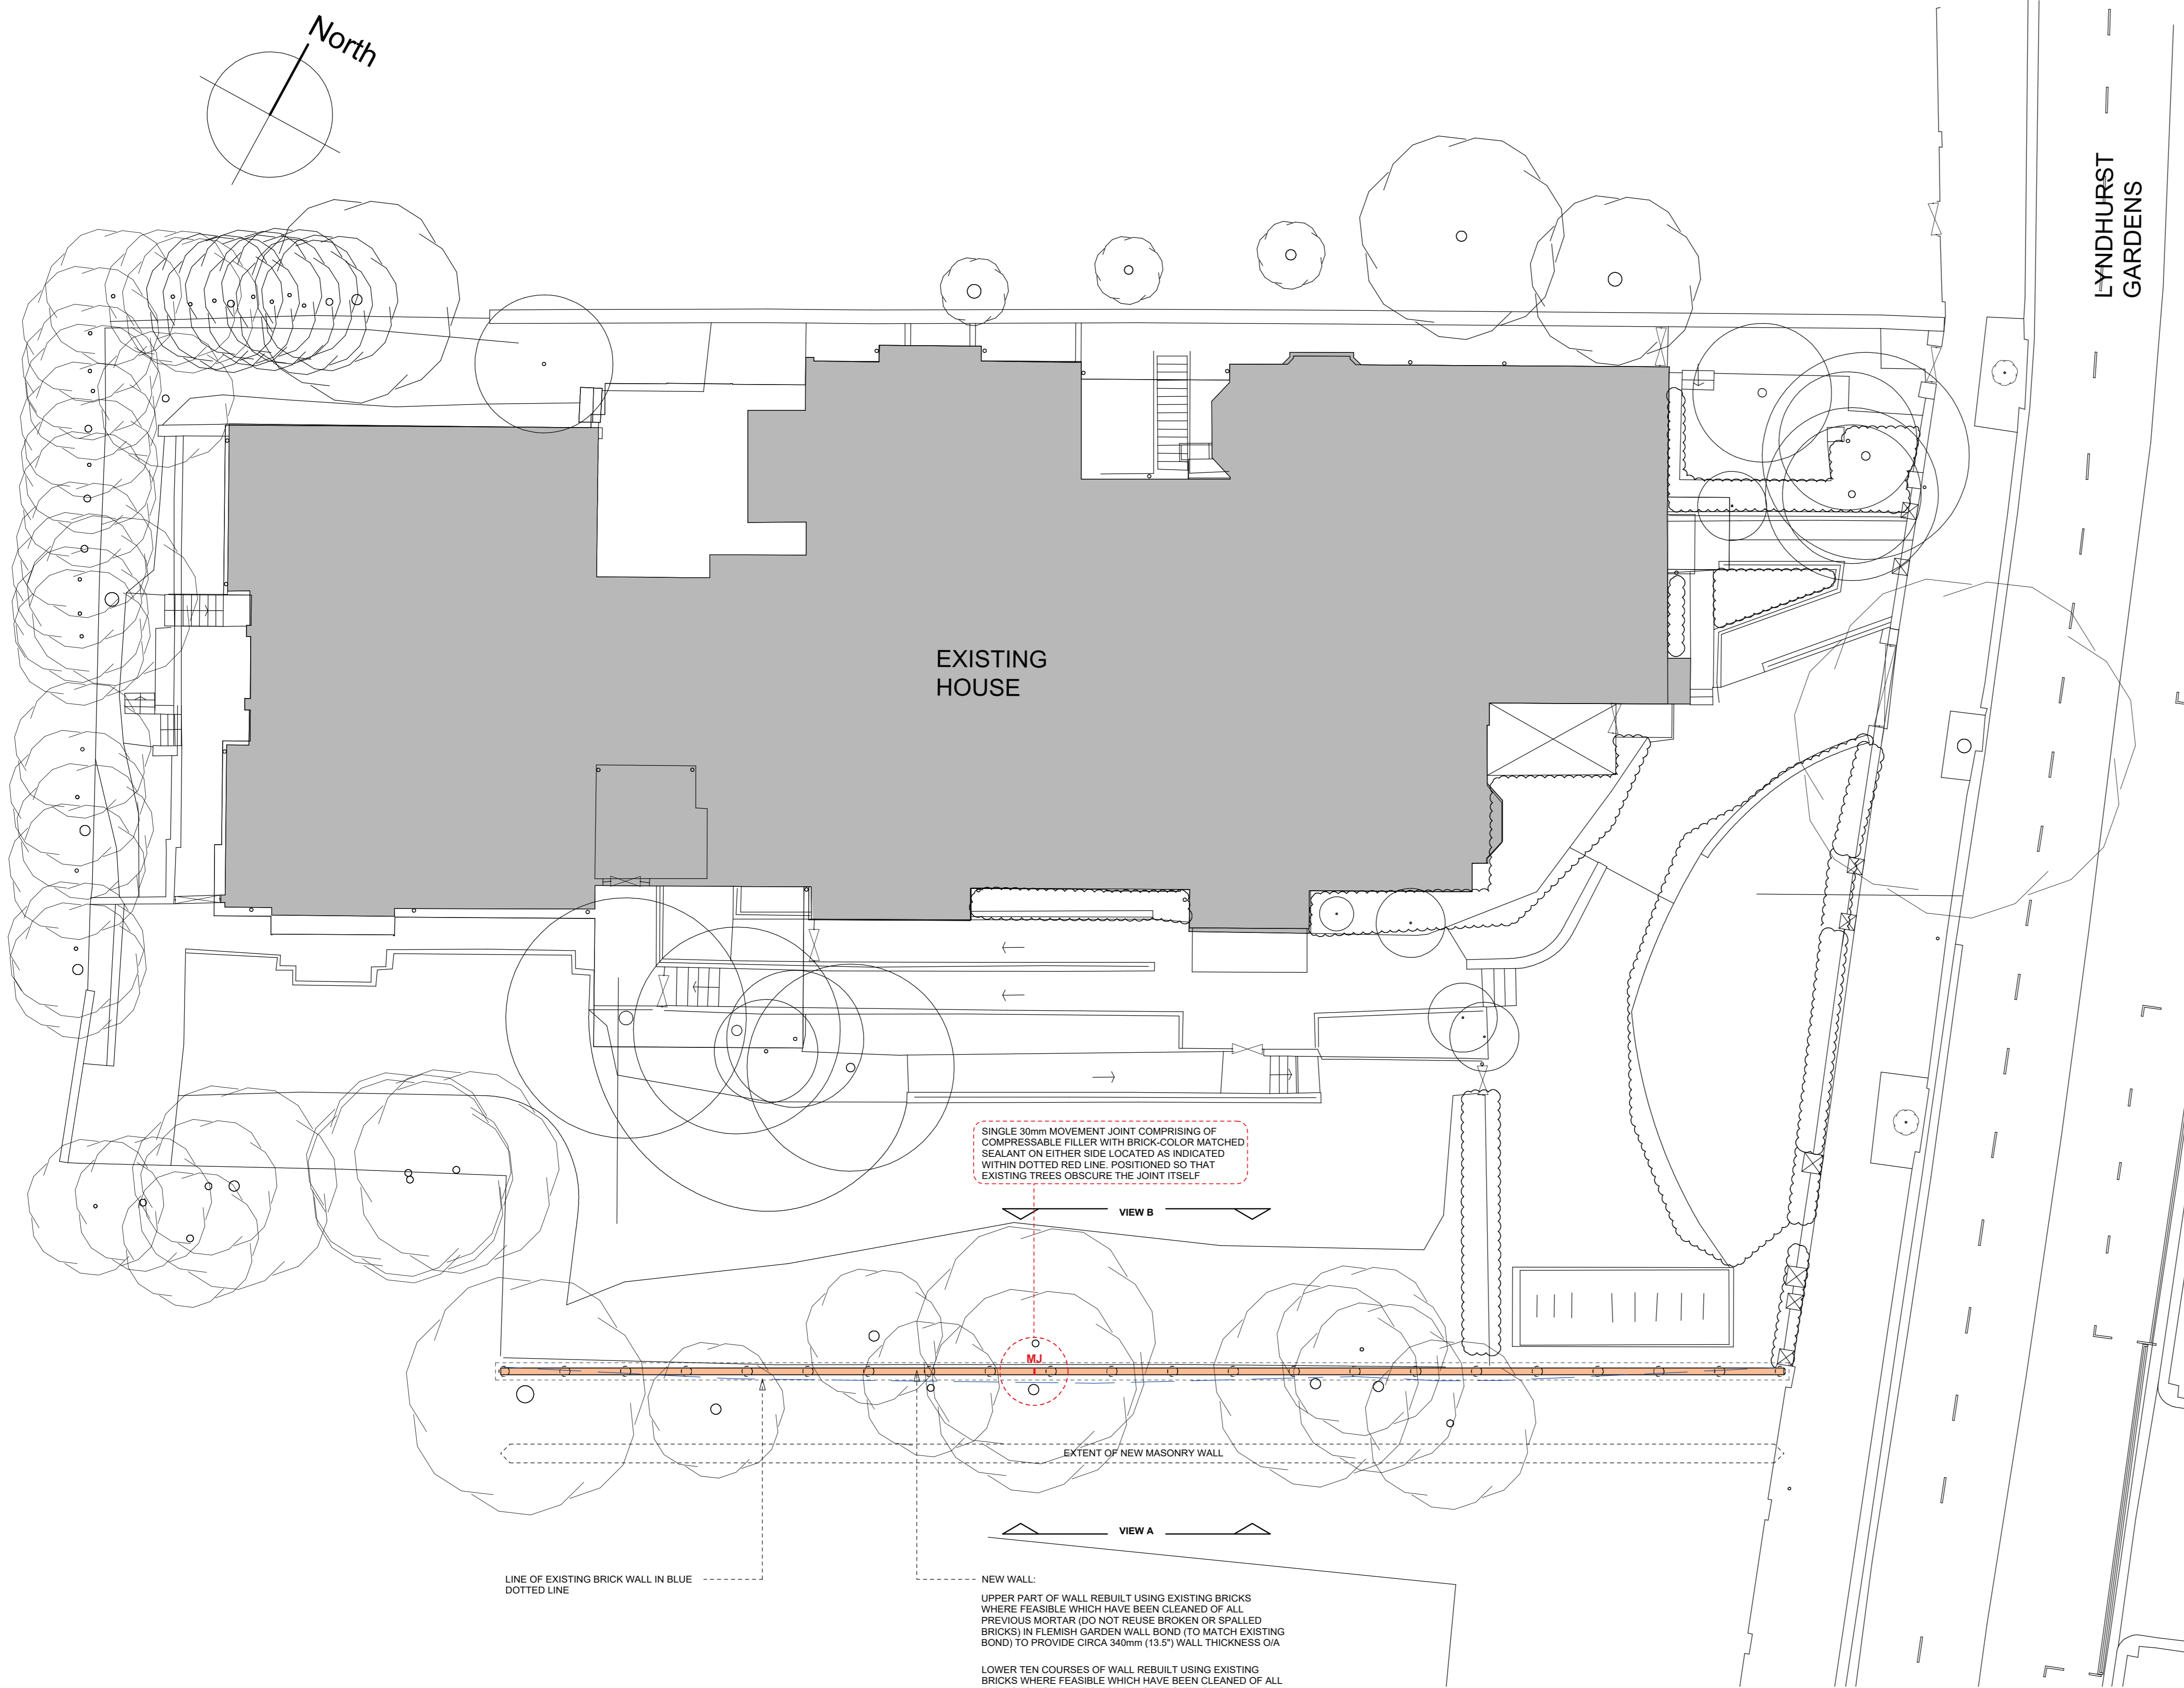 North
LYNDHURST
GARDENS
EXISTING
HOUSE
SINGLE 30mm MOVEMENT JOINT COMPRISING OF
COMPRESSABLE FILLER WITH BRICK-COLOR MATCHED
SEALANT ON EITHER SIDE LOCATED AS INDICATED
WITHIN DOTTED RED LINE. POSITIONED SO THAT
EXISTING TREES OBSCURE THE JOINT ITSELF
VIEW B
MJ
EXTENT OF NEW MASONRY WALL
VIEW A
LINE OF EXISTING BRICK WALL IN BLUE
DOTTED LINE
NEW WALL:
UPPER PART OF WALL REBUILT USING EXISTING BRICKS
WHERE FEASIBLE WHICH HAVE BEEN CLEANED OF ALL
PREVIOUS MORTAR (DO NOT REUSE BROKEN OR SPALLED
BRICKS) IN FLEMISH GARDEN WALL BOND (TO MATCH EXISTING
BOND) TO PROVIDE CIRCA 340mm (13.5") WALL THICKNESS O/A
LOWER TEN COURSES OF WALL REBUILT USING EXISTING
BRICKS WHERE FEASIBLE WHICH HAVE BEEN CLEANED OF ALL